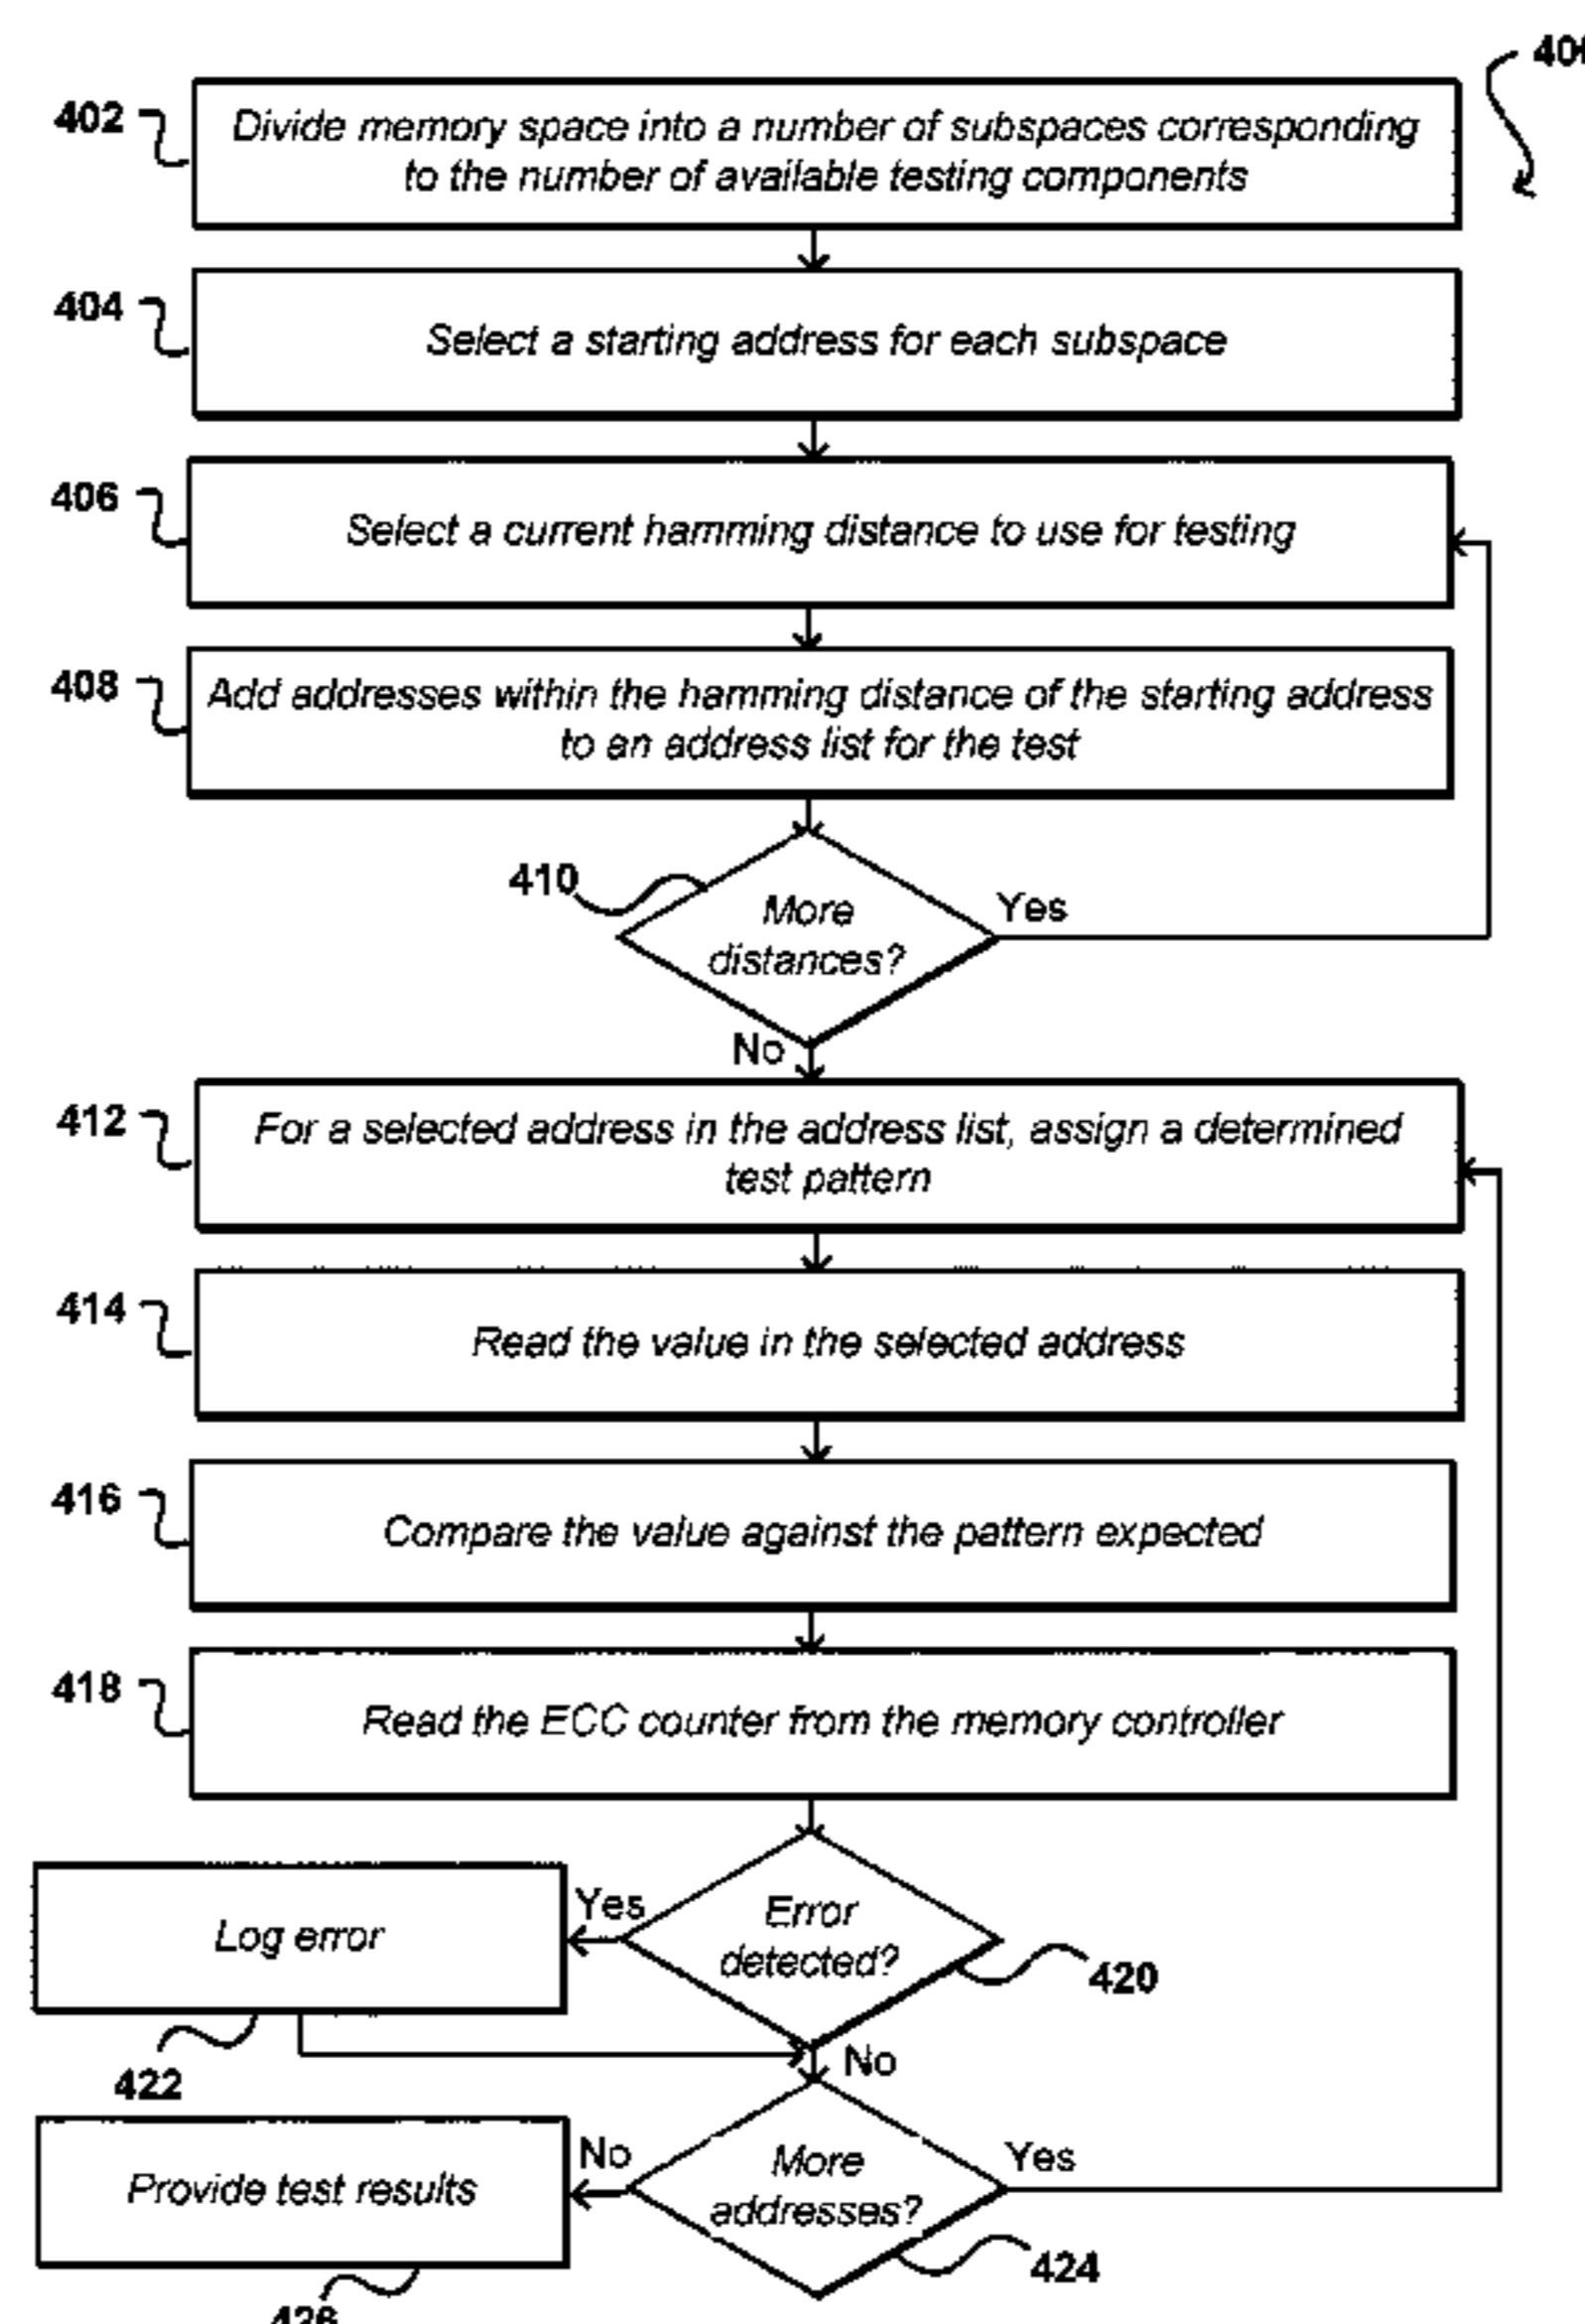 402
Divide memory space into a number of subspaces corresponding
to the number of available testing components
404
Select a starting address for each subspace
406
Select a current hamming distance to use for testing
408
Add addresses within the hamming distance of the starting address
to an address list for the test
410
More
distances?
Yes
No
412
For a selected address in the address list, assign a determined
test pattern
414
Read the value in the selected address
416
Compare the value against the pattern expected
418
Read the ECC counter from the memory controller
Log error
Yes
Error
detected?
420
422
No
Provide test results
No
More
addresses?
Yes
424